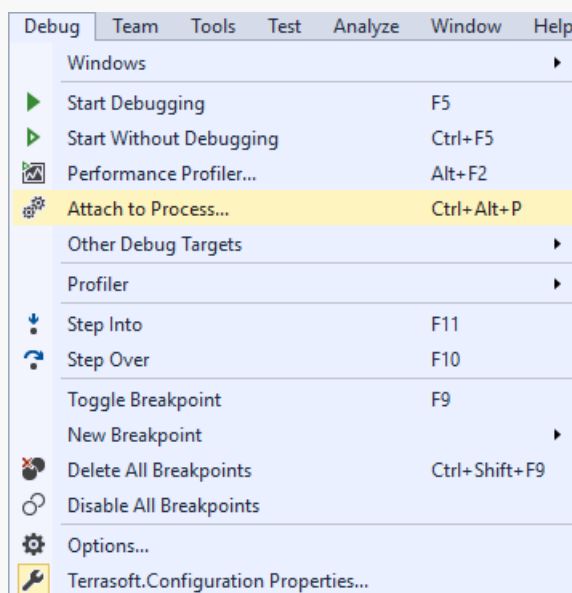 Debug Team Tools Test Analyze Window Help
Windows
Start Debugging F5
Start Without Debugging Ctrl+F5
Performance Profiler... Alt+F2
Attach to Process... Ctrl+Alt+P
Other Debug Targets
Profiler
Step Into F11
Step Over F10
Toggle Breakpoint F9
New Breakpoint
Delete All Breakpoints Ctrl+Shift+F9
Disable All Breakpoints
Options...
Terrasoft.Configuration Properties...